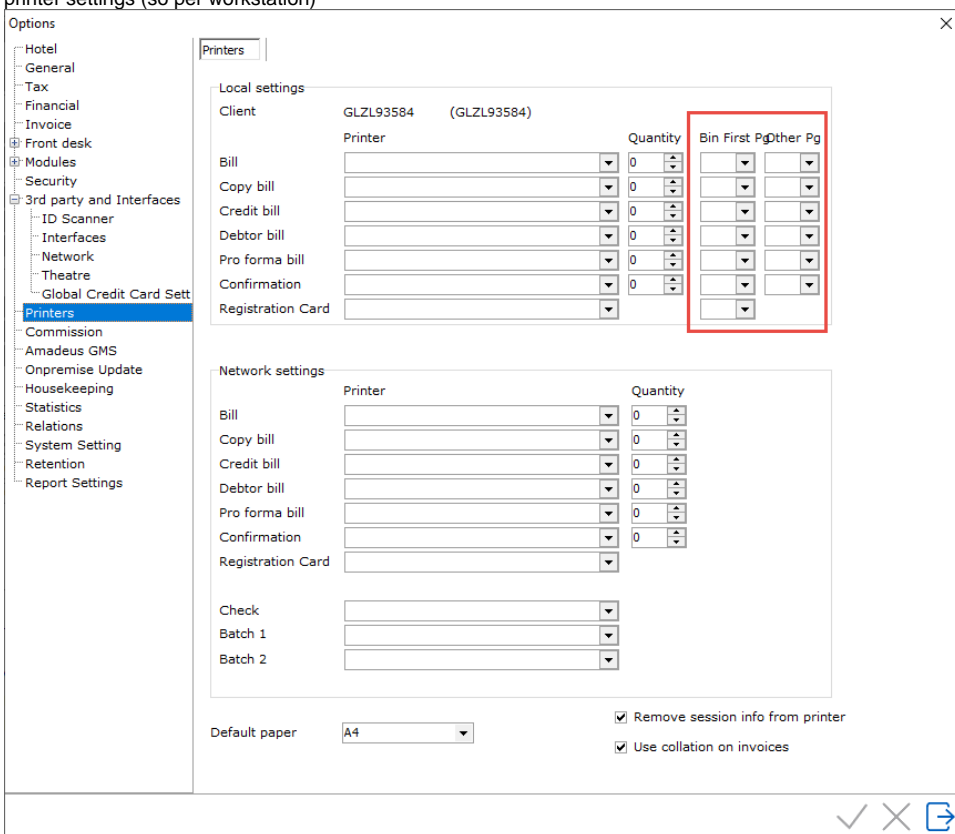 printer settings (so per workstation)
Options
Hotel
General
Tax
Financial
Invoice
Front desk
Modules
Security
3rd party and Interfaces
ID Scanner
Interfaces
Network
Theatre
Global Credit Card Sett
Printers
Commission
Amadeus GMS
Onpremise Update
Housekeeping
Statistics
Relations
System Setting
Retention
Report Settings
Printers
Local settings
Client GLZL93584 (GLZL93584)
Printer Quantity Bin First Pg Other Pg
Bill 0
Copy bill 0
Credit bill 0
Debtor bill 0
Pro forma bill 0
Confirmation 0
Registration Card
Network settings
Printer Quantity
Bill 0
Copy bill 0
Credit bill 0
Debtor bill 0
Pro forma bill 0
Confirmation 0
Registration Card
Check
Batch 1
Batch 2
Default paper A4
Remove session info from printer
Use collation on invoices